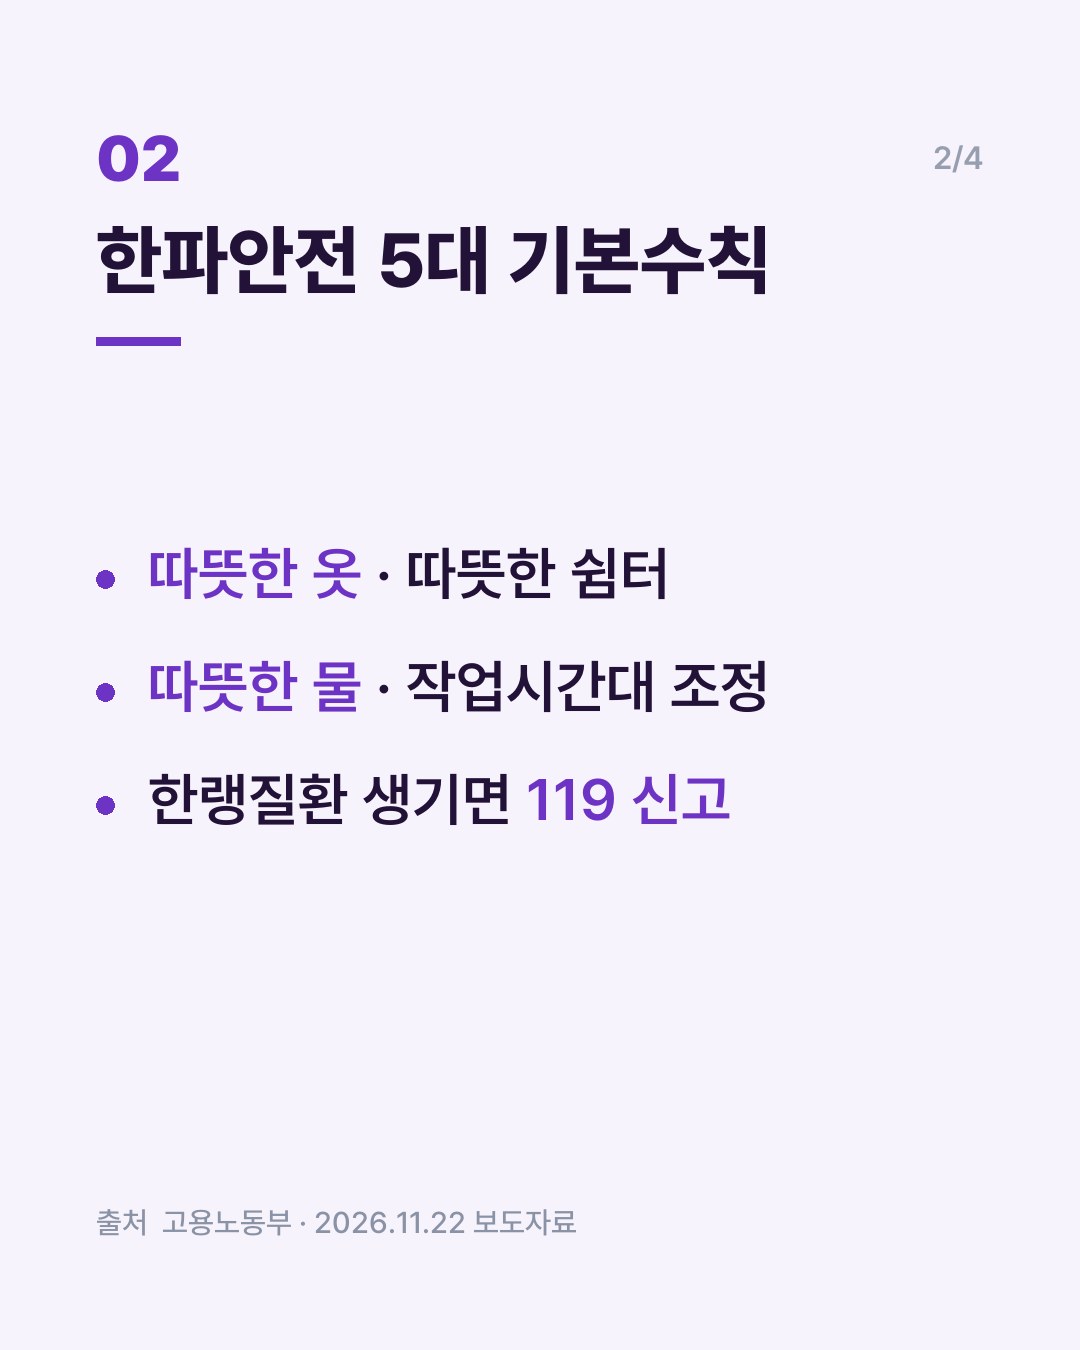 02
2/4
한파안전 5대 기본수칙
따뜻한 옷 · 따뜻한 쉼터
따뜻한 물 · 작업시간대 조정
한랭질환 생기면 119 신고
출처 고용노동부 · 2026.11.22 보도자료